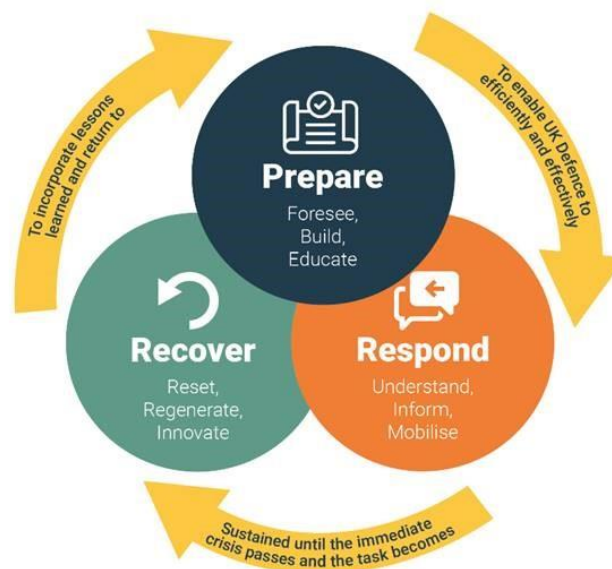 Prepare
Foresee,
Build,
Educate
To enable UK Defence to
efficiently and effectively
Respond
Understand,
Inform,
Mobilise
Sustained until the immediate
crisis passes and the task becomes
Recover
Reset,
Regenerate,
Innovate
To incorporate lessons
learned and return to